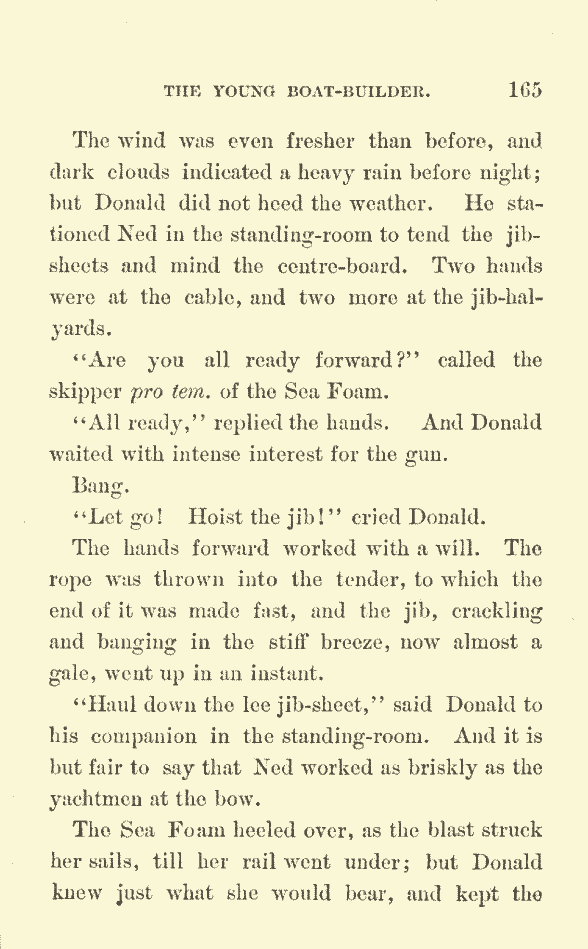 THE YOUNG BOAT-BUILDER. 165
The wind was even fresher than before, and
dark clouds indicated a heavy rain before night;
but Donald did not heed the weather. He sta-
tioned Ned in the standing-room to tend the jib-
sheets and mind the centre-board. Two hands
were at the cable, and two more at the jib-hal-
yards.
“Are you all ready forward?” called the
skipper pro tem. of the Sea Foam.
“All ready,” replied the hands. And Donald
waited with intense interest for the gun.
Bang.
“Let go! Hoist the jib!” cried Donald.
The hands forward worked with a will. The
rope was thrown into the tender, to which the
end of it was made fast, and the jib, crackling
and banging in the stiff breeze, now almost a
gale, went up in an instant.
“Haul down the lee jib-sheet,” said Donald to
his companion in the standing-room. And it is
but fair to say that Ned worked as briskly as the
yachtmen at the bow.
The Sea Foam heeled over, as the blast struck
her sails, till her rail went under; but Donald
knew just what she would bear, and kept the